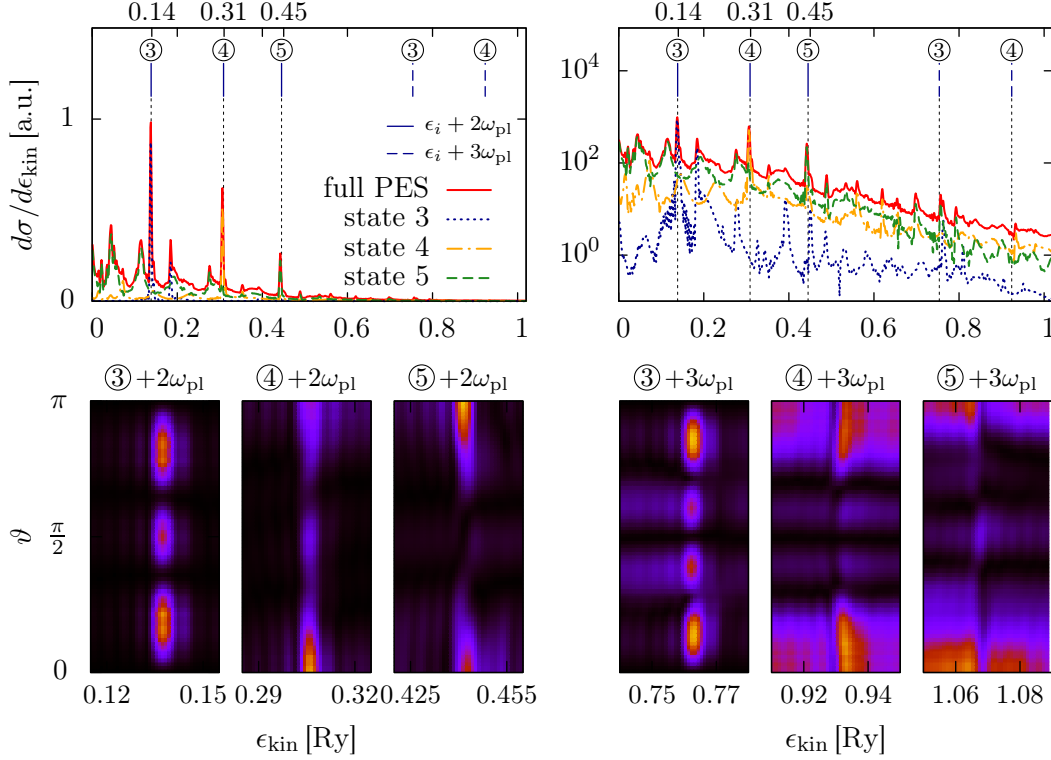 0.14 0.31 0.45
③ ④ ⑤ ③ ④
1
0
dσ/dϵkin [a.u.]
ϵi + 2ωpl
ϵi + 3ωpl
full PES
state 3
state 4
state 5
0 0.2 0.4 0.6 0.8 1
0.14 0.31 0.45
③ ④ ⑤ ③ ④
10⁴
10²
10⁰
0 0.2 0.4 0.6 0.8 1
③+2ωpl ④+2ωpl ⑤+2ωpl
π
π/2
0
ϑ
0.12 0.15 0.29 0.32 0.425 0.455
ϵkin [Ry]
③+3ωpl ④+3ωpl ⑤+3ωpl
0.75 0.77 0.92 0.94 1.06 1.08
ϵkin [Ry]